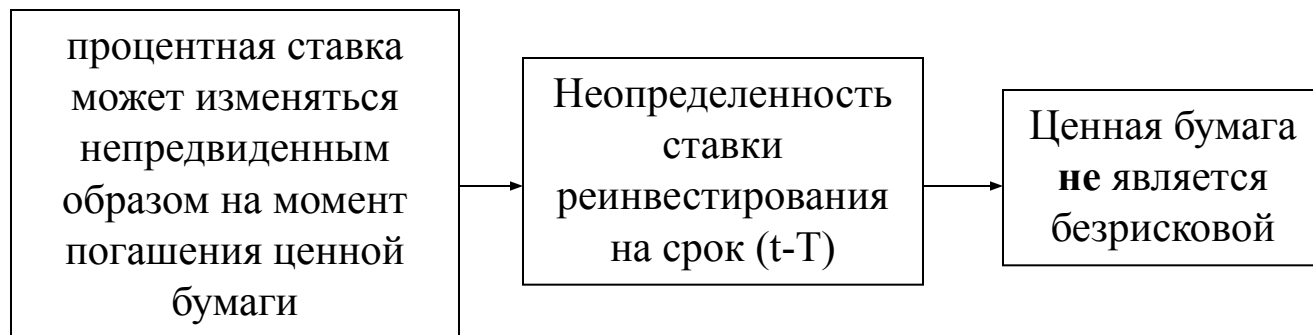 процентная ставка
может изменяться
непредвиденным
образом на момент
погашения ценной
бумаги
Неопределенность
ставки
реинвестирования
на срок (t-T)
Ценная бумага
не является
безрисковой